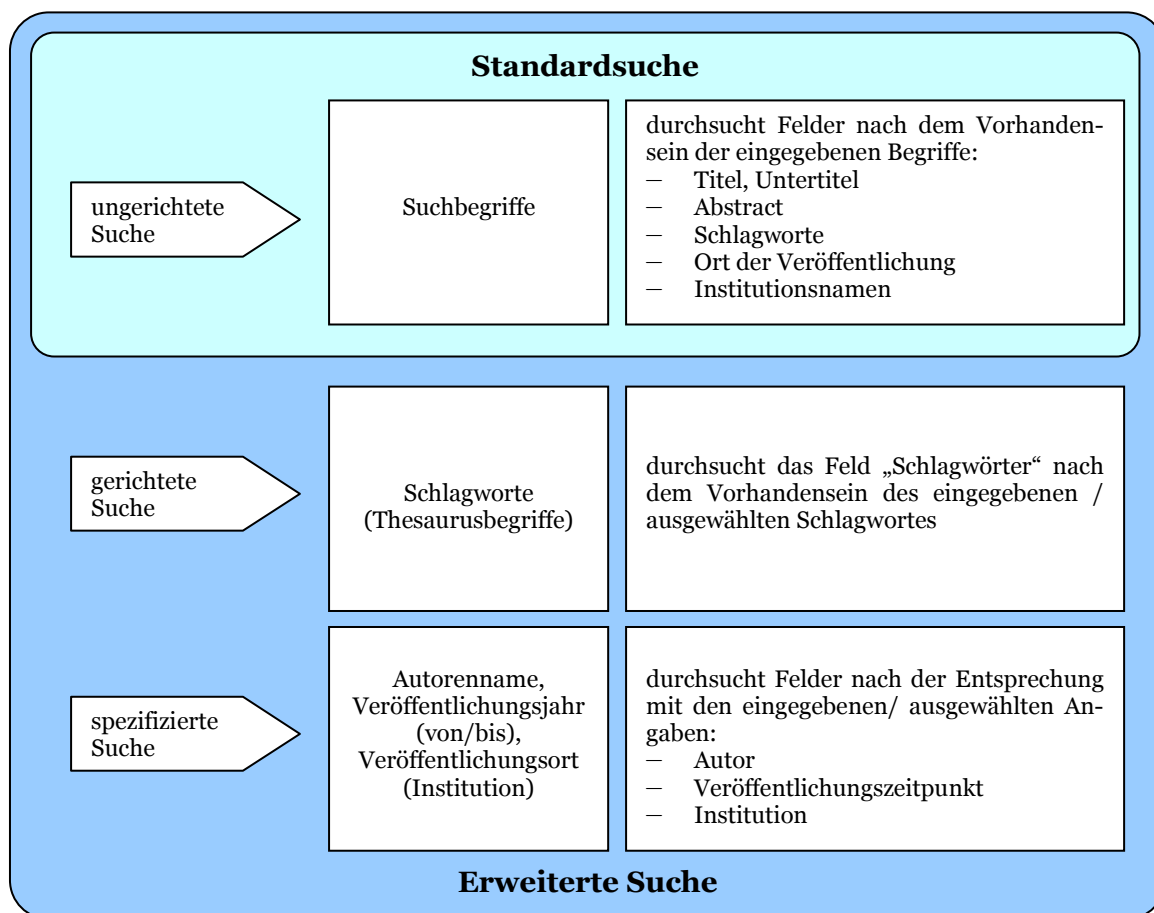 Standardsuche
ungerichtete
Suche
Suchbegriffe
durchsucht Felder nach dem Vorhanden-
sein der eingegebenen Begriffe:
– Titel, Untertitel
– Abstract
– Schlagworte
– Ort der Veröffentlichung
– Institutionsnamen
gerichtete
Suche
Schlagworte
(Thesaurusbegriffe)
durchsucht das Feld „Schlagwörter“ nach
dem Vorhandensein des eingegebenen /
ausgewählten Schlagwortes
spezifizierte
Suche
Autorenname,
Veröffentlichungsjahr
(von/bis),
Veröffentlichungsort
(Institution)
durchsucht Felder nach der Entsprechung
mit den eingegebenen/ ausgewählten An-
gaben:
– Autor
– Veröffentlichungszeitpunkt
– Institution
Erweiterte Suche